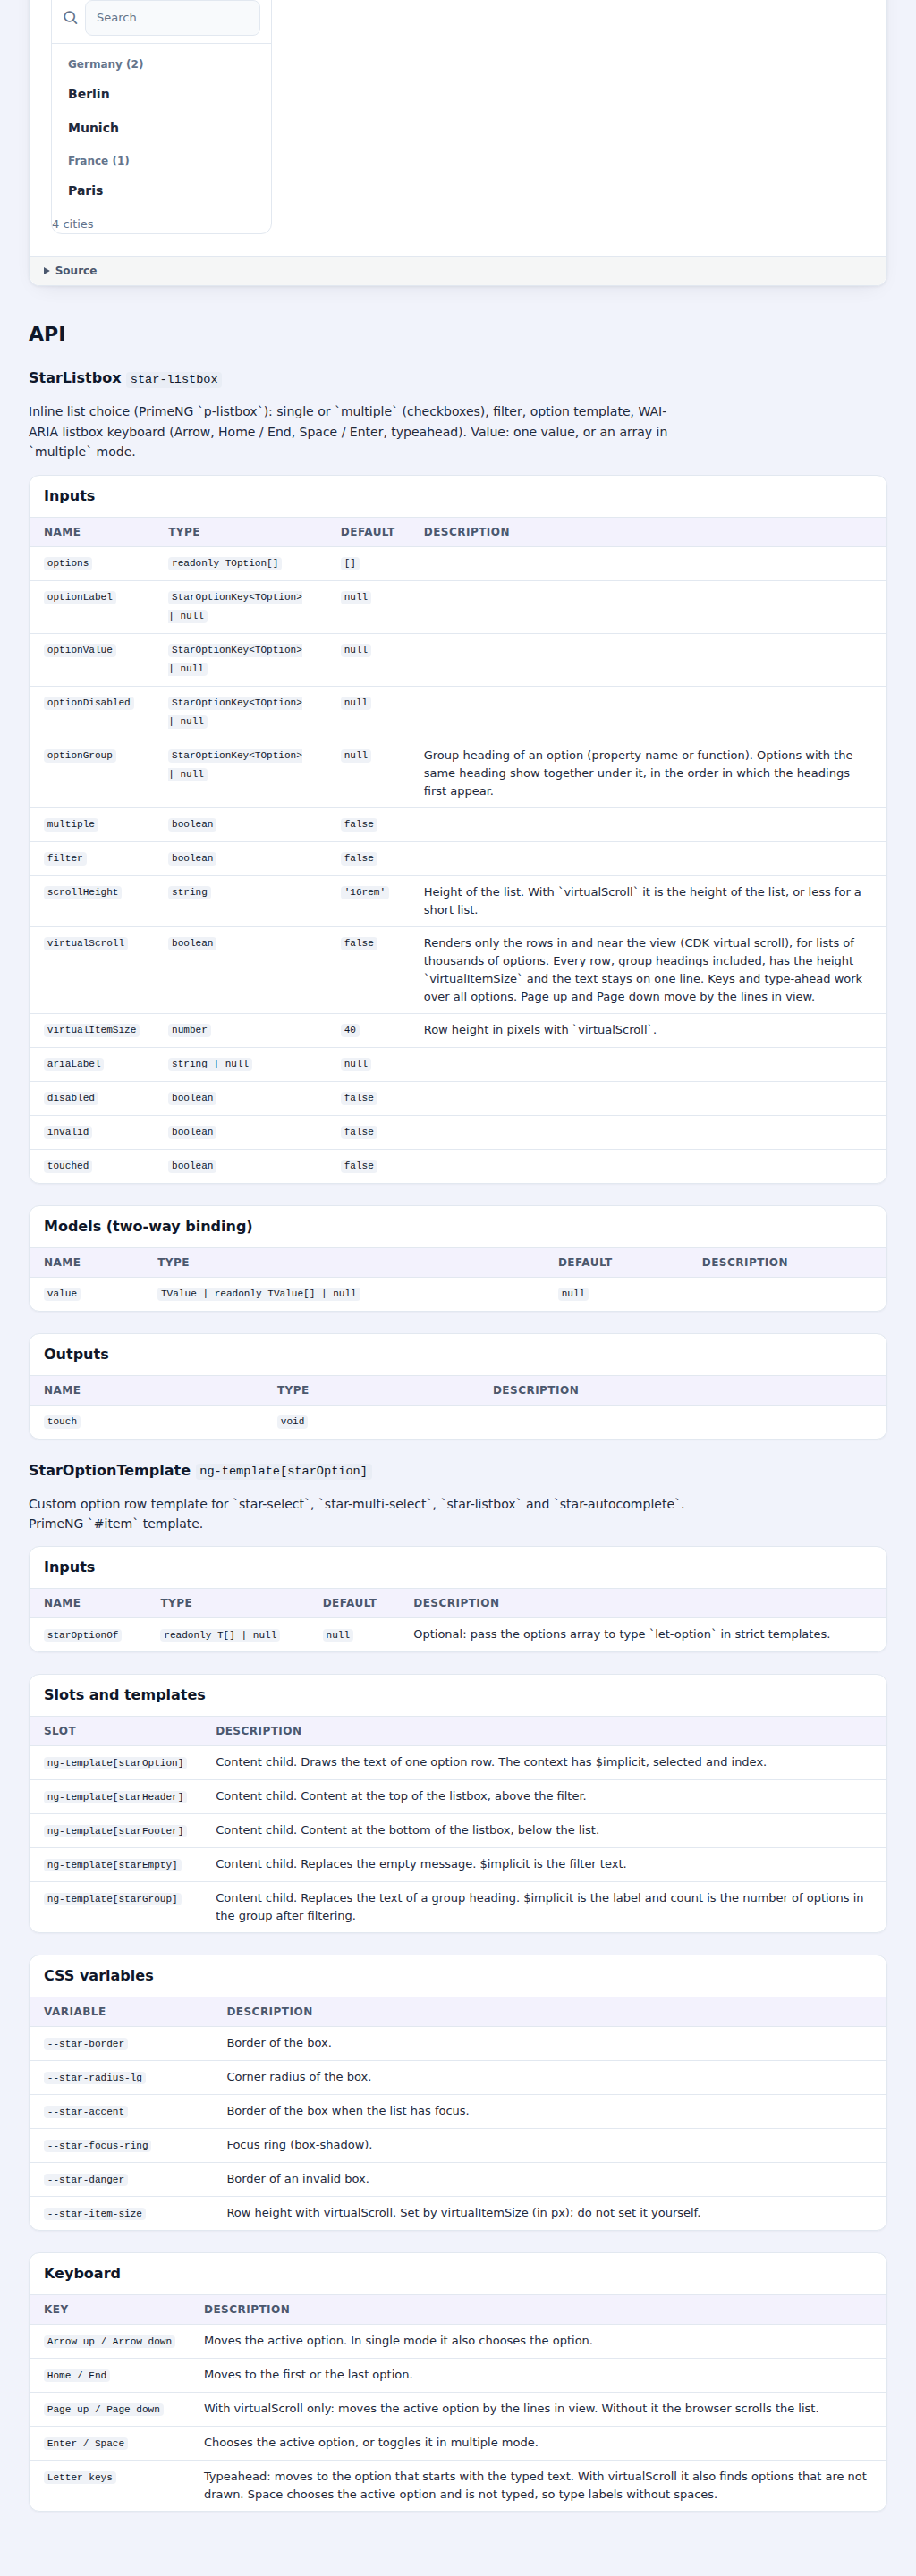 Search
Germany (2)
Berlin
Munich
France (1)
Paris
4 cities
Source
API
StarListbox star-listbox
Inline list choice (PrimeNG `p-listbox`): single or `multiple` (checkboxes), filter, option template, WAI-
ARIA listbox keyboard (Arrow, Home / End, Space / Enter, typeahead). Value: one value, or an array in
`multiple` mode.
Inputs
NAME TYPE DEFAULT DESCRIPTION
options readonly TOption[] []
optionLabel StarOptionKey<TOption> null
| null
optionValue StarOptionKey<TOption> null
| null
optionDisabled StarOptionKey<TOption> null
| null
optionGroup StarOptionKey<TOption> null Group heading of an option (property name or function). Options with the
| null same heading show together under it, in the order in which the headings
first appear.
multiple boolean false
filter boolean false
scrollHeight string '16rem' Height of the list. With `virtualScroll` it is the height of the list, or less for a
short list.
virtualScroll boolean false Renders only the rows in and near the view (CDK virtual scroll), for lists of
thousands of options. Every row, group headings included, has the height
`virtualItemSize` and the text stays on one line. Keys and type-ahead work
over all options. Page up and Page down move by the lines in view.
virtualItemSize number 40 Row height in pixels with `virtualScroll`.
ariaLabel string | null null
disabled boolean false
invalid boolean false
touched boolean false
Models (two-way binding)
NAME TYPE DEFAULT DESCRIPTION
value TValue | readonly TValue[] | null null
Outputs
NAME TYPE DESCRIPTION
touch void
StarOptionTemplate ng-template[starOption]
Custom option row template for `star-select`, `star-multi-select`, `star-listbox` and `star-autocomplete`.
PrimeNG `#item` template.
Inputs
NAME TYPE DEFAULT DESCRIPTION
starOptionOf readonly T[] | null null Optional: pass the options array to type `let-option` in strict templates.
Slots and templates
SLOT DESCRIPTION
ng-template[starOption] Content child. Draws the text of one option row. The context has $implicit, selected and index.
ng-template[starHeader] Content child. Content at the top of the listbox, above the filter.
ng-template[starFooter] Content child. Content at the bottom of the listbox, below the list.
ng-template[starEmpty] Content child. Replaces the empty message. $implicit is the filter text.
ng-template[starGroup] Content child. Replaces the text of a group heading. $implicit is the label and count is the number of options in
the group after filtering.
CSS variables
VARIABLE DESCRIPTION
--star-border Border of the box.
--star-radius-lg Corner radius of the box.
--star-accent Border of the box when the list has focus.
--star-focus-ring Focus ring (box-shadow).
--star-danger Border of an invalid box.
--star-item-size Row height with virtualScroll. Set by virtualItemSize (in px); do not set it yourself.
Keyboard
KEY DESCRIPTION
Arrow up / Arrow down Moves the active option. In single mode it also chooses the option.
Home / End Moves to the first or the last option.
Page up / Page down With virtualScroll only: moves the active option by the lines in view. Without it the browser scrolls the list.
Enter / Space Chooses the active option, or toggles it in multiple mode.
Letter keys Typeahead: moves to the option that starts with the typed text. With virtualScroll it also finds options that are not
drawn. Space chooses the active option and is not typed, so type labels without spaces.